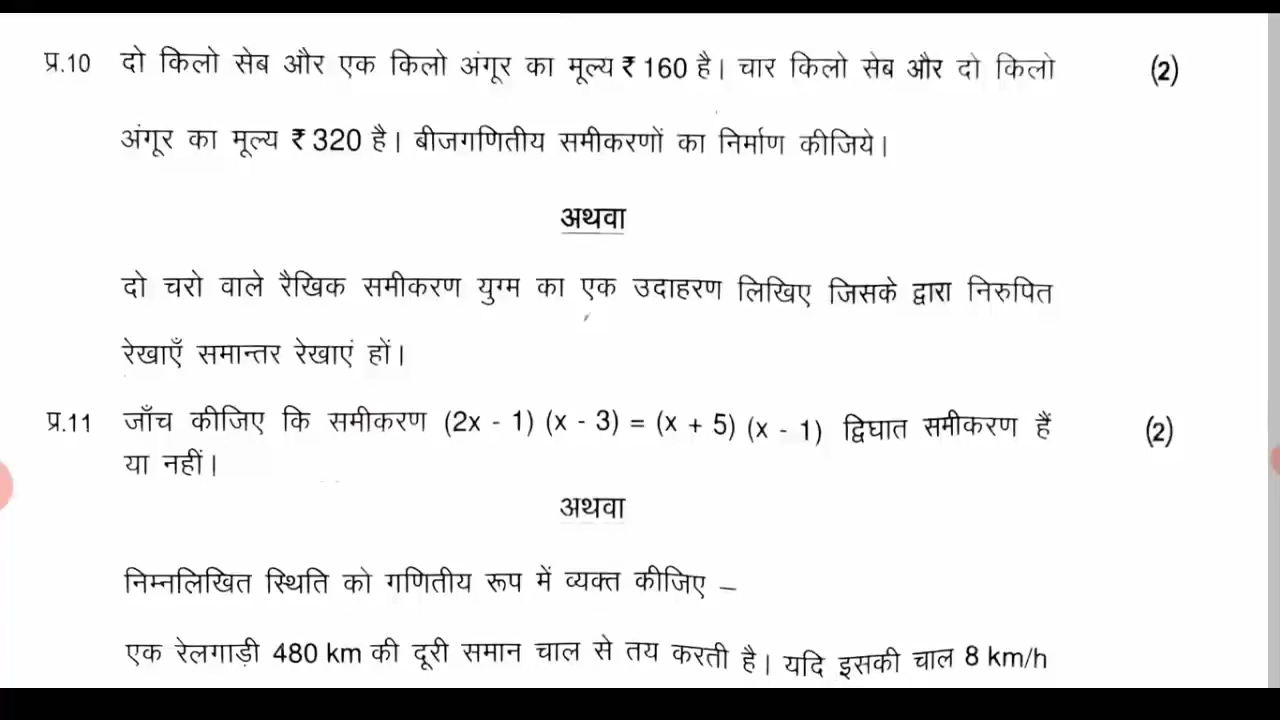 प्र.10 दो किलो सेब और एक किलो अंगूर का मूल्य ₹ 160 है। चार किलो सेब और दो किलो (2)
अंगूर का मूल्य ₹ 320 है। बीजगणितीय समीकरणों का निर्माण कीजिये।
अथवा
दो चरो वाले रैखिक समीकरण युग्म का एक उदाहरण लिखिए जिसके द्वारा निरुपित
रेखाएँ समान्तर रेखाएं हों।
प्र.11 जाँच कीजिए कि समीकरण (2x - 1) (x - 3) = (x + 5) (x - 1) द्विघात समीकरण हैं (2)
या नहीं।
अथवा
निम्नलिखित स्थिति को गणितीय रूप में व्यक्त कीजिए –
एक रेलगाड़ी 480 km की दूरी समान चाल से तय करती है। यदि इसकी चाल 8 km/h